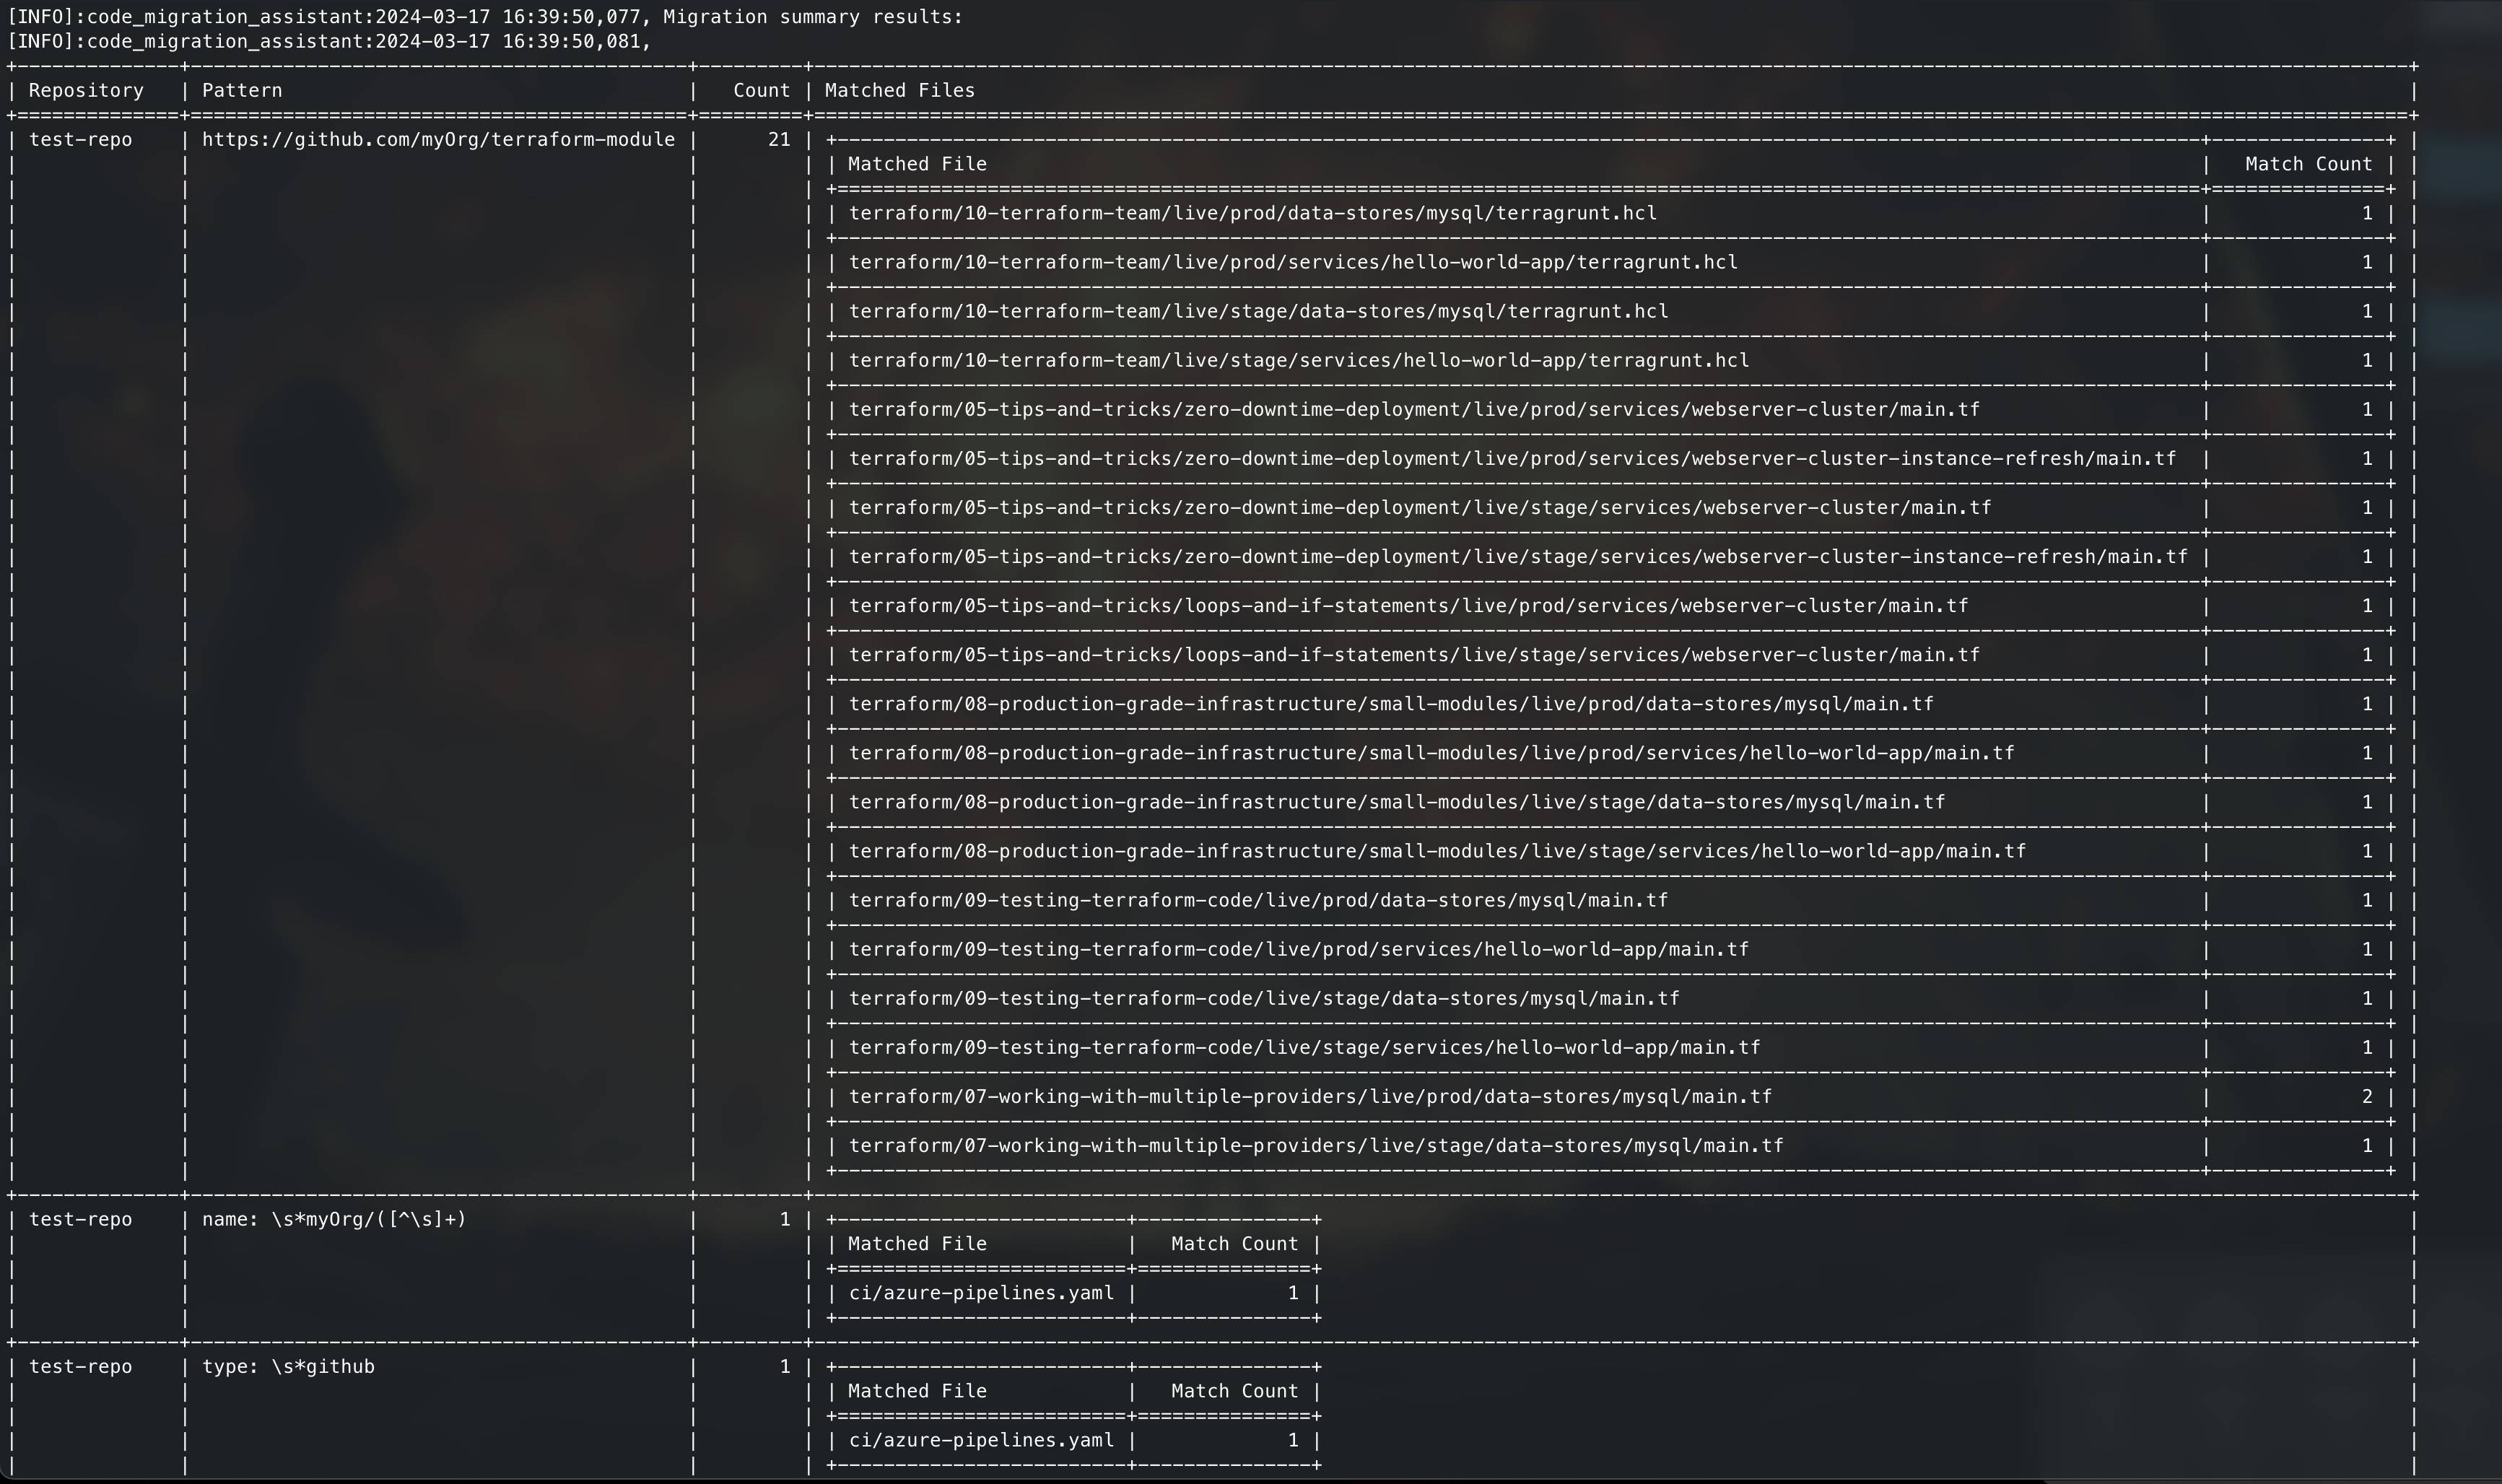 [INFO]:code_migration_assistant:2024-03-17 16:39:50,077, Migration summary results:
[INFO]:code_migration_assistant:2024-03-17 16:39:50,081,
Repository Pattern Count Matched Files
test-repo https://github.com/myOrg/terraform-module 21
Matched File Match Count
terraform/10-terraform-team/live/prod/data-stores/mysql/terragrunt.hcl 1
terraform/10-terraform-team/live/prod/services/hello-world-app/terragrunt.hcl 1
terraform/10-terraform-team/live/stage/data-stores/mysql/terragrunt.hcl 1
terraform/10-terraform-team/live/stage/services/hello-world-app/terragrunt.hcl 1
terraform/05-tips-and-tricks/zero-downtime-deployment/live/prod/services/webserver-cluster/main.tf 1
terraform/05-tips-and-tricks/zero-downtime-deployment/live/prod/services/webserver-cluster-instance-refresh/main.tf 1
terraform/05-tips-and-tricks/zero-downtime-deployment/live/stage/services/webserver-cluster/main.tf 1
terraform/05-tips-and-tricks/zero-downtime-deployment/live/stage/services/webserver-cluster-instance-refresh/main.tf 1
terraform/05-tips-and-tricks/loops-and-if-statements/live/prod/services/webserver-cluster/main.tf 1
terraform/05-tips-and-tricks/loops-and-if-statements/live/stage/services/webserver-cluster/main.tf 1
terraform/08-production-grade-infrastructure/small-modules/live/prod/data-stores/mysql/main.tf 1
terraform/08-production-grade-infrastructure/small-modules/live/prod/services/hello-world-app/main.tf 1
terraform/08-production-grade-infrastructure/small-modules/live/stage/data-stores/mysql/main.tf 1
terraform/08-production-grade-infrastructure/small-modules/live/stage/services/hello-world-app/main.tf 1
terraform/09-testing-terraform-code/live/prod/data-stores/mysql/main.tf 1
terraform/09-testing-terraform-code/live/prod/services/hello-world-app/main.tf 1
terraform/09-testing-terraform-code/live/stage/data-stores/mysql/main.tf 1
terraform/09-testing-terraform-code/live/stage/services/hello-world-app/main.tf 1
terraform/07-working-with-multiple-providers/live/prod/data-stores/mysql/main.tf 2
terraform/07-working-with-multiple-providers/live/stage/data-stores/mysql/main.tf 1
test-repo name: \s*myOrg/([^\s]+) 1
Matched File Match Count
ci/azure-pipelines.yaml 1
test-repo type: \s*github 1
Matched File Match Count
ci/azure-pipelines.yaml 1